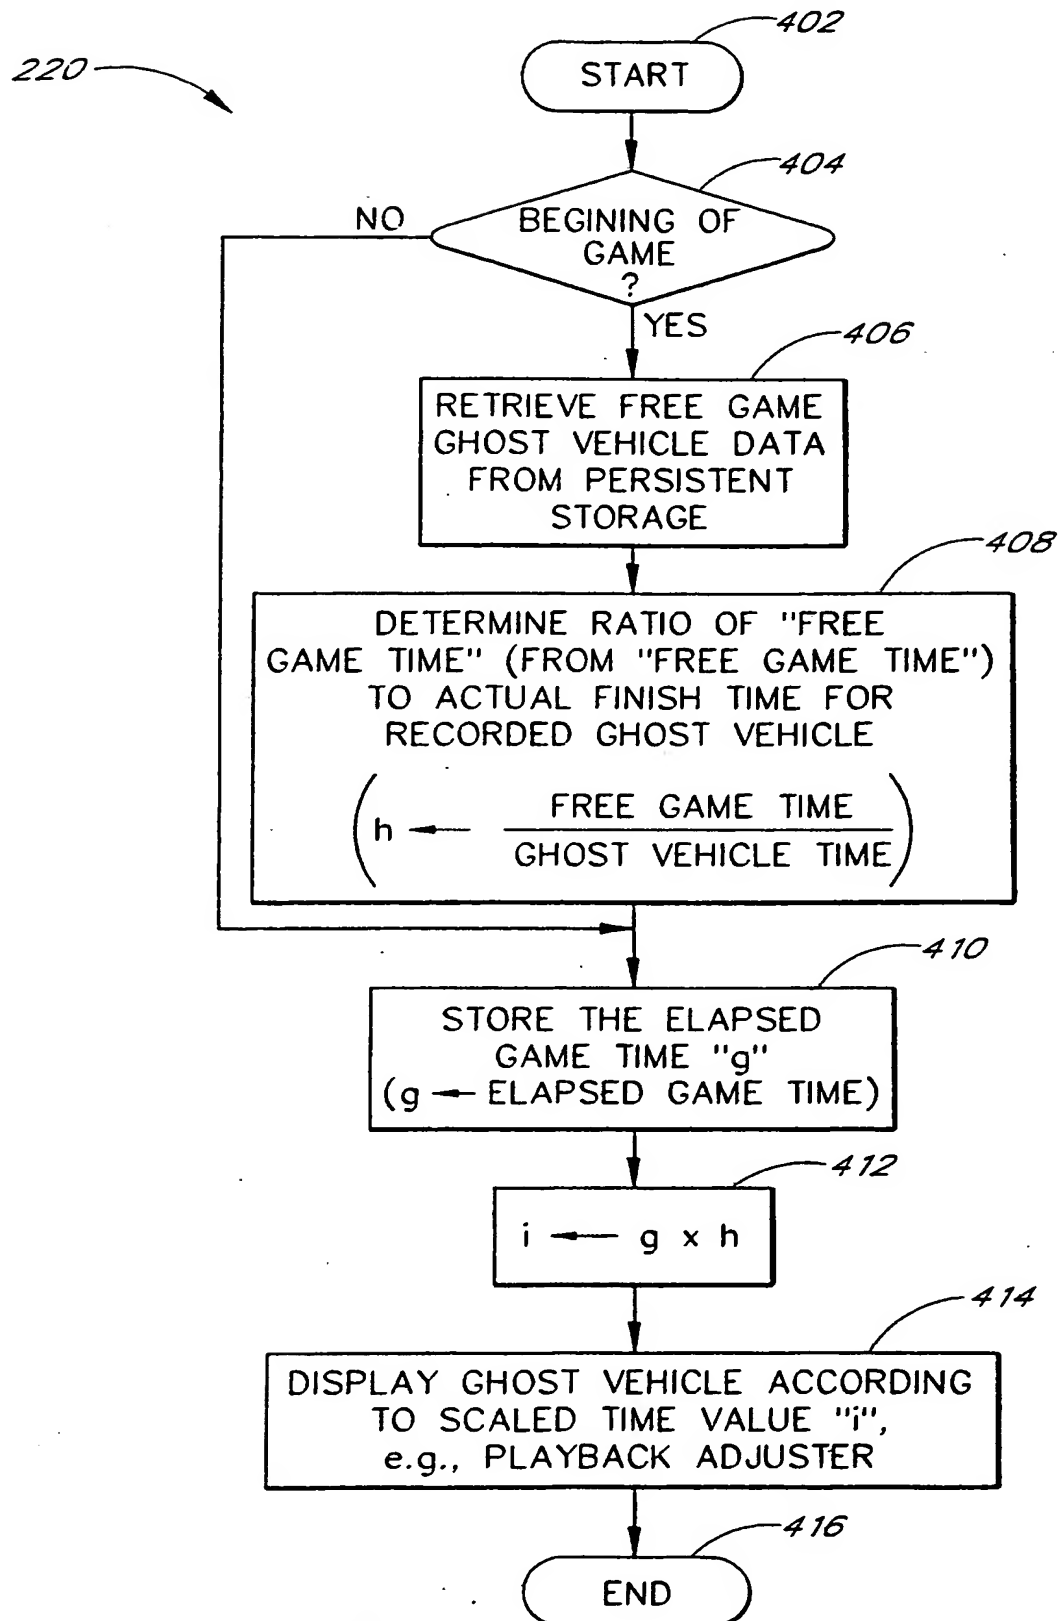 402
220
START
404
NO
BEGINING OF
GAME
?
YES
406
RETRIEVE FREE GAME
GHOST VEHICLE DATA
FROM PERSISTENT
STORAGE
408
DETERMINE RATIO OF "FREE
GAME TIME" (FROM "FREE GAME TIME")
TO ACTUAL FINISH TIME FOR
RECORDED GHOST VEHICLE
(h ← FREE GAME TIME
GHOST VEHICLE TIME)
410
STORE THE ELAPSED
GAME TIME "g"
(g ← ELAPSED GAME TIME)
412
i ← g x h
414
DISPLAY GHOST VEHICLE ACCORDING
TO SCALED TIME VALUE "i",
e.g., PLAYBACK ADJUSTER
416
END